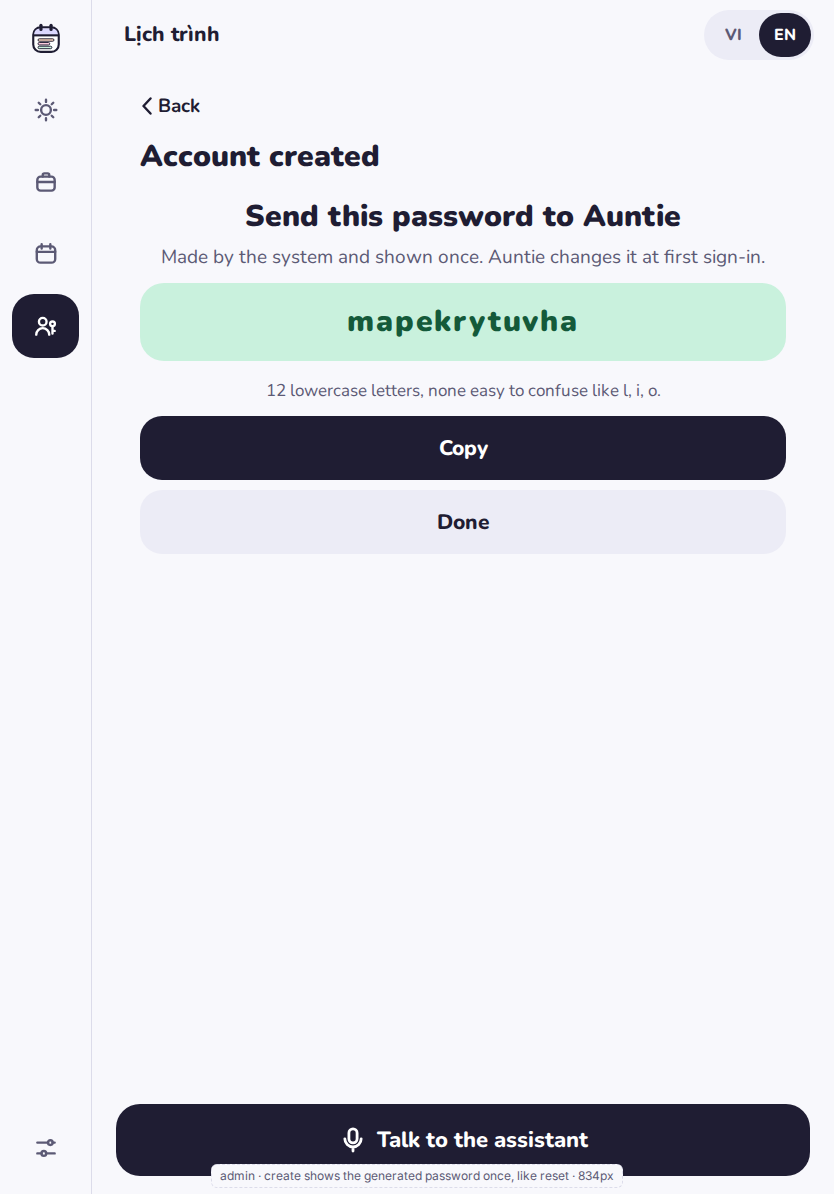 Lịch trình
VI
EN
Back
Account created
Send this password to Auntie
Made by the system and shown once. Auntie changes it at first sign-in.
mapekrytuvha
12 lowercase letters, none easy to confuse like l, i, o.
Copy
Done
Talk to the assistant
admin · create shows the generated password once, like reset · 834px